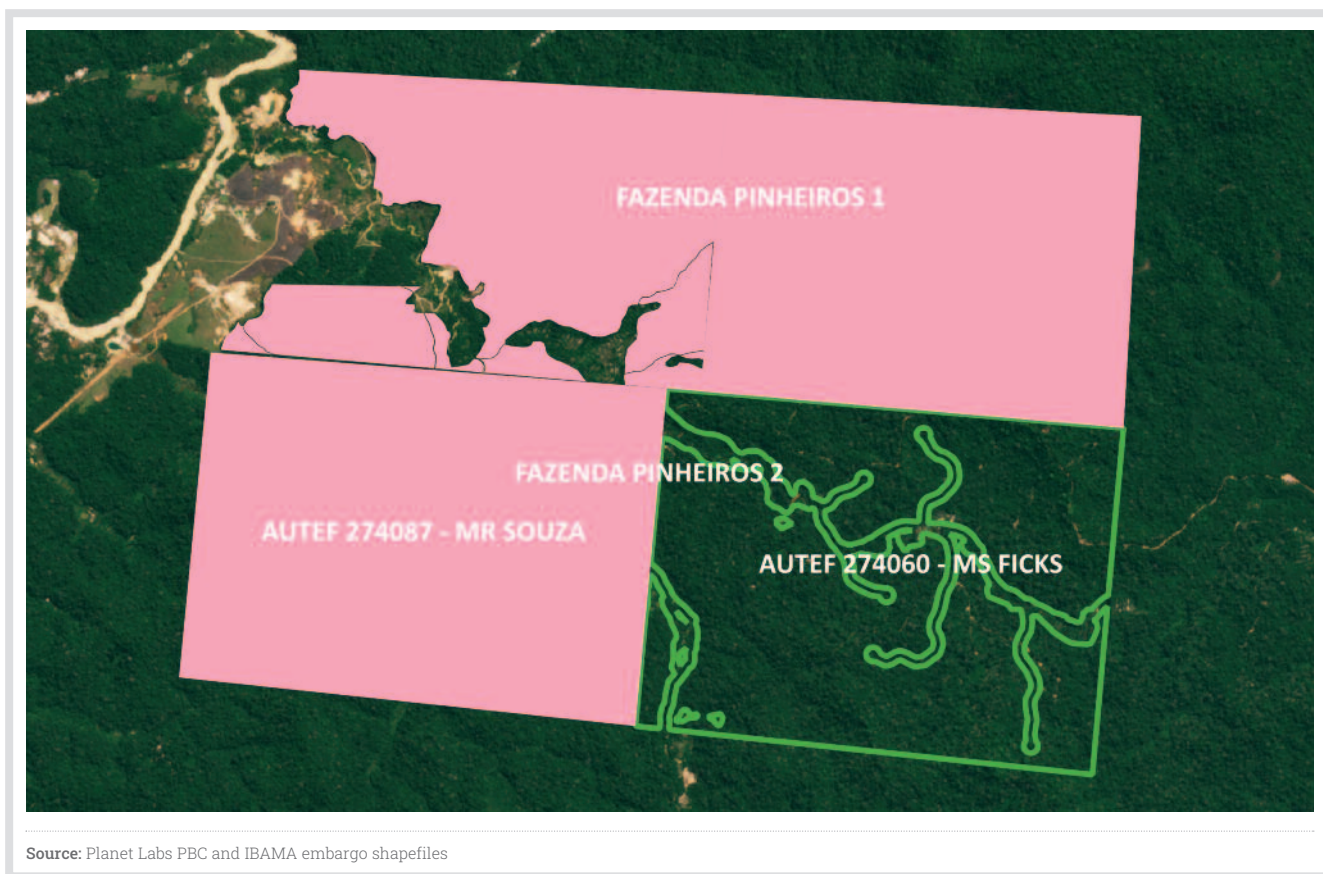 FAZENDA PINHEIROS 1
FAZENDA PINHEIROS 2
AUTEF 274087 - MR SOUZA
AUTEF 274060 - MS FICKS
Source: Planet Labs PBC and IBAMA embargo shapefiles